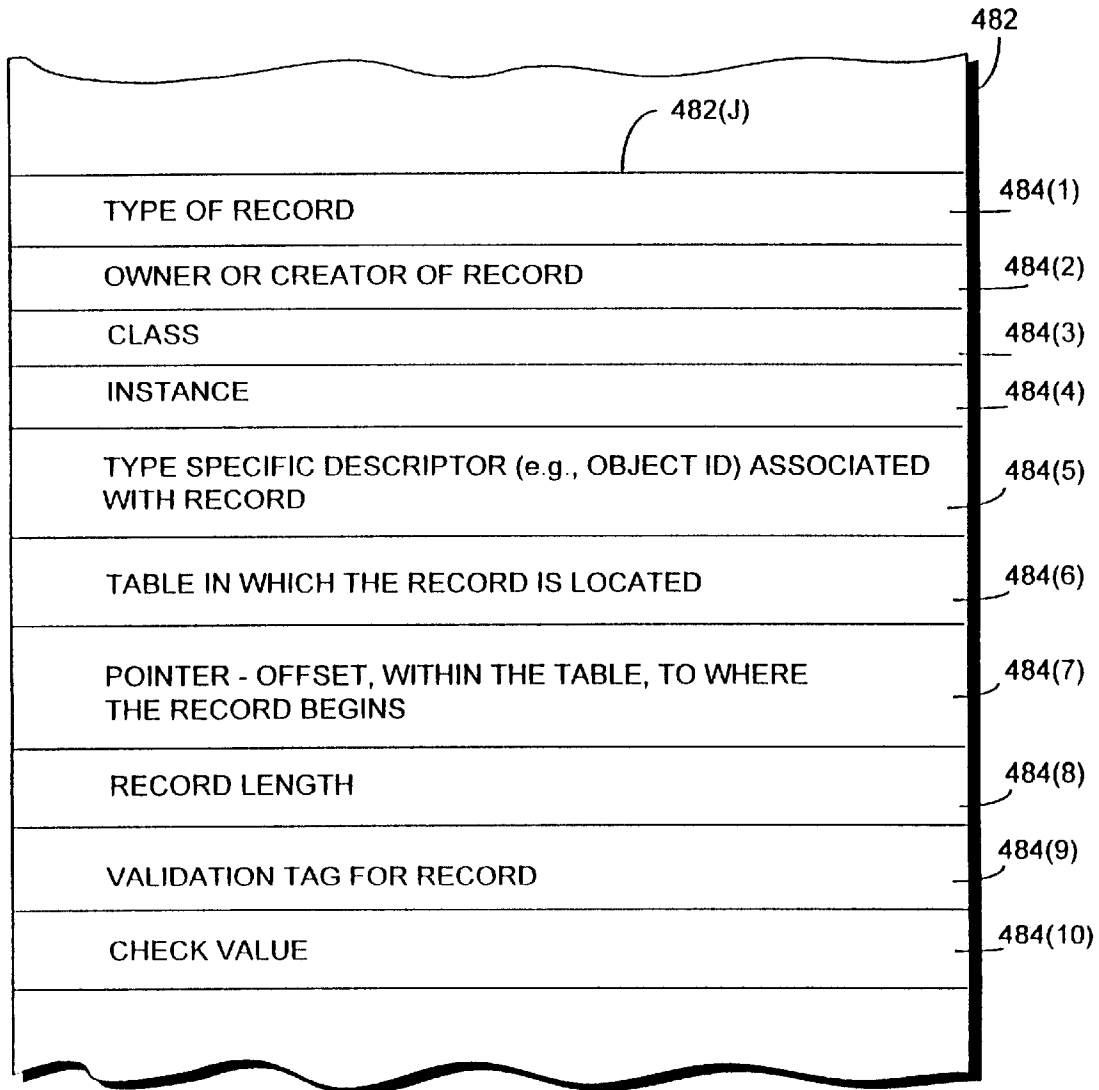 482
482(J)
TYPE OF RECORD
484(1)
OWNER OR CREATOR OF RECORD
484(2)
CLASS
484(3)
INSTANCE
484(4)
TYPE SPECIFIC DESCRIPTOR (e.g., OBJECT ID) ASSOCIATED
WITH RECORD
484(5)
TABLE IN WHICH THE RECORD IS LOCATED
484(6)
POINTER - OFFSET, WITHIN THE TABLE, TO WHERE
THE RECORD BEGINS
484(7)
RECORD LENGTH
484(8)
VALIDATION TAG FOR RECORD
484(9)
CHECK VALUE
484(10)